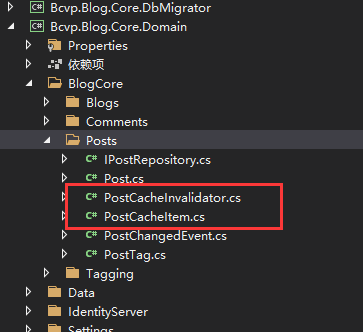 Bcvp.Blog.Core.DbMigrator
Bcvp.Blog.Core.Domain
Properties
依赖项
BlogCore
Blogs
Comments
Posts
C# IPostRepository.cs
C# Post.cs
C# PostCacheInvalidator.cs
C# PostCacheItem.cs
C# PostChangedEvent.cs
C# PostTag.cs
Tagging
Data
IdentityServer
Settings